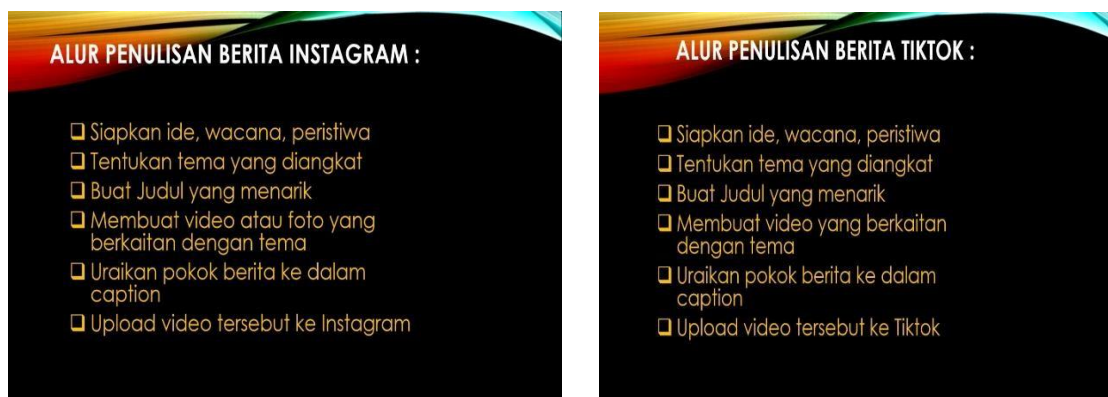 ALUR PENULISAN BERITA INSTAGRAM :
Siapkan ide, wacana, peristiwa
Tentukan tema yang diangkat
Buat Judul yang menarik
Membuat video atau foto yang
berkaitan dengan tema
Uraikan pokok berita ke dalam
caption
Upload video tersebut ke Instagram
ALUR PENULISAN BERITA TIKTOK :
Siapkan ide, wacana, peristiwa
Tentukan tema yang diangkat
Buat Judul yang menarik
Membuat video yang berkaitan
dengan tema
Uraikan pokok berita ke dalam
caption
Upload video tersebut ke Tiktok